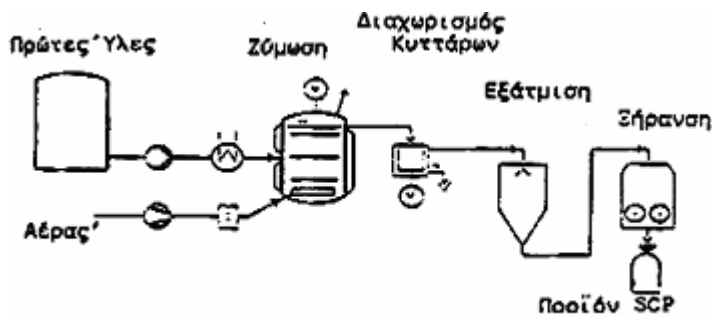 Πρώτες Ύλες
Ζύμωση
Διαχωρισμός
Κυττάρων
Εξάτμιση
Ξήρανση
Αέρας
Προϊόν SCP